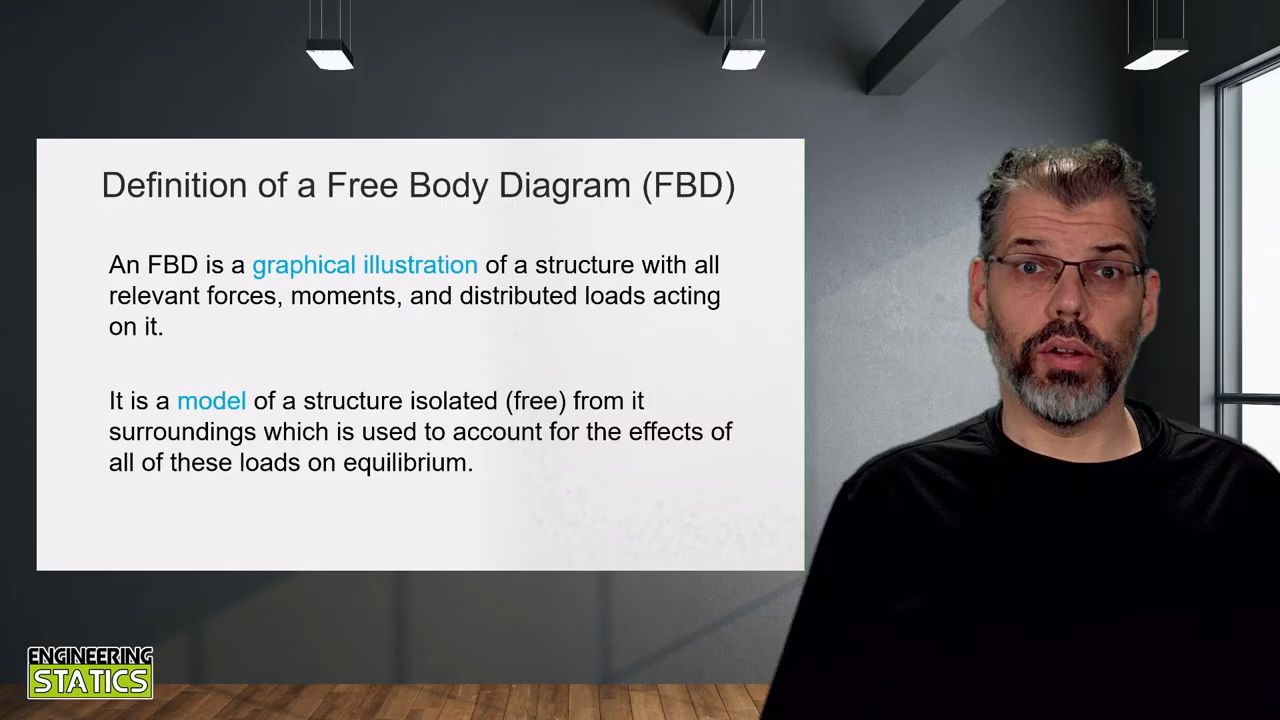 Definition of a Free Body Diagram (FBD)
An FBD is a graphical illustration of a structure with all
relevant forces, moments, and distributed loads acting
on it.
It is a model of a structure isolated (free) from it
surroundings which is used to account for the effects of
all of these loads on equilibrium.
ENGINEERING
STATICS